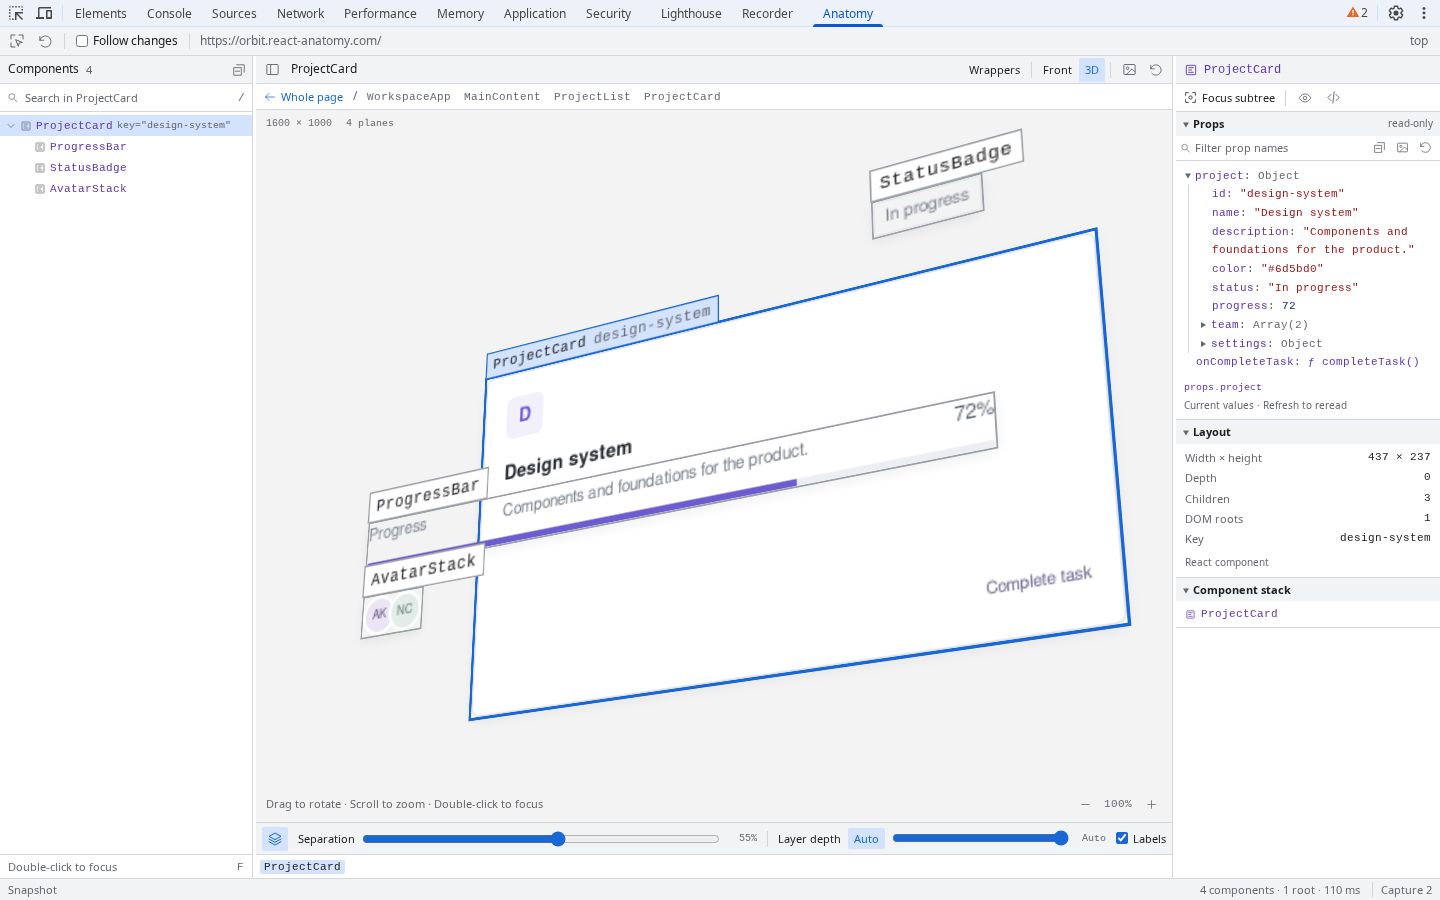 Elements Console Sources Network Performance Memory Application Security Lighthouse Recorder Anatomy 2
Follow changes https://orbit.react-anatomy.com/ top
Components 4
Search in ProjectCard /
ProjectCard key="design-system"
ProgressBar
StatusBadge
AvatarStack
Double-click to focus F
ProjectCard Wrappers Front 3D
Whole page / WorkspaceApp MainContent ProjectList ProjectCard
1600 × 1000 4 planes
StatusBadge
In progress
ProjectCard design-system
D
Design system
Components and foundations for the product.
72%
ProgressBar
Progress
AvatarStack
AK NC
Complete task
Drag to rotate · Scroll to zoom · Double-click to focus 100%
Separation 55% Layer depth Auto Auto Labels
ProjectCard
ProjectCard
Focus subtree
Props read-only
Filter prop names
project: Object
id: "design-system"
name: "Design system"
description: "Components and
foundations for the product."
color: "#6d5bd0"
status: "In progress"
progress: 72
team: Array(2)
settings: Object
onCompleteTask: ƒ completeTask()
props.project
Current values · Refresh to reread
Layout
Width × height 437 × 237
Depth 0
Children 3
DOM roots 1
Key design-system
React component
Component stack
ProjectCard
Snapshot 4 components · 1 root · 110 ms Capture 2